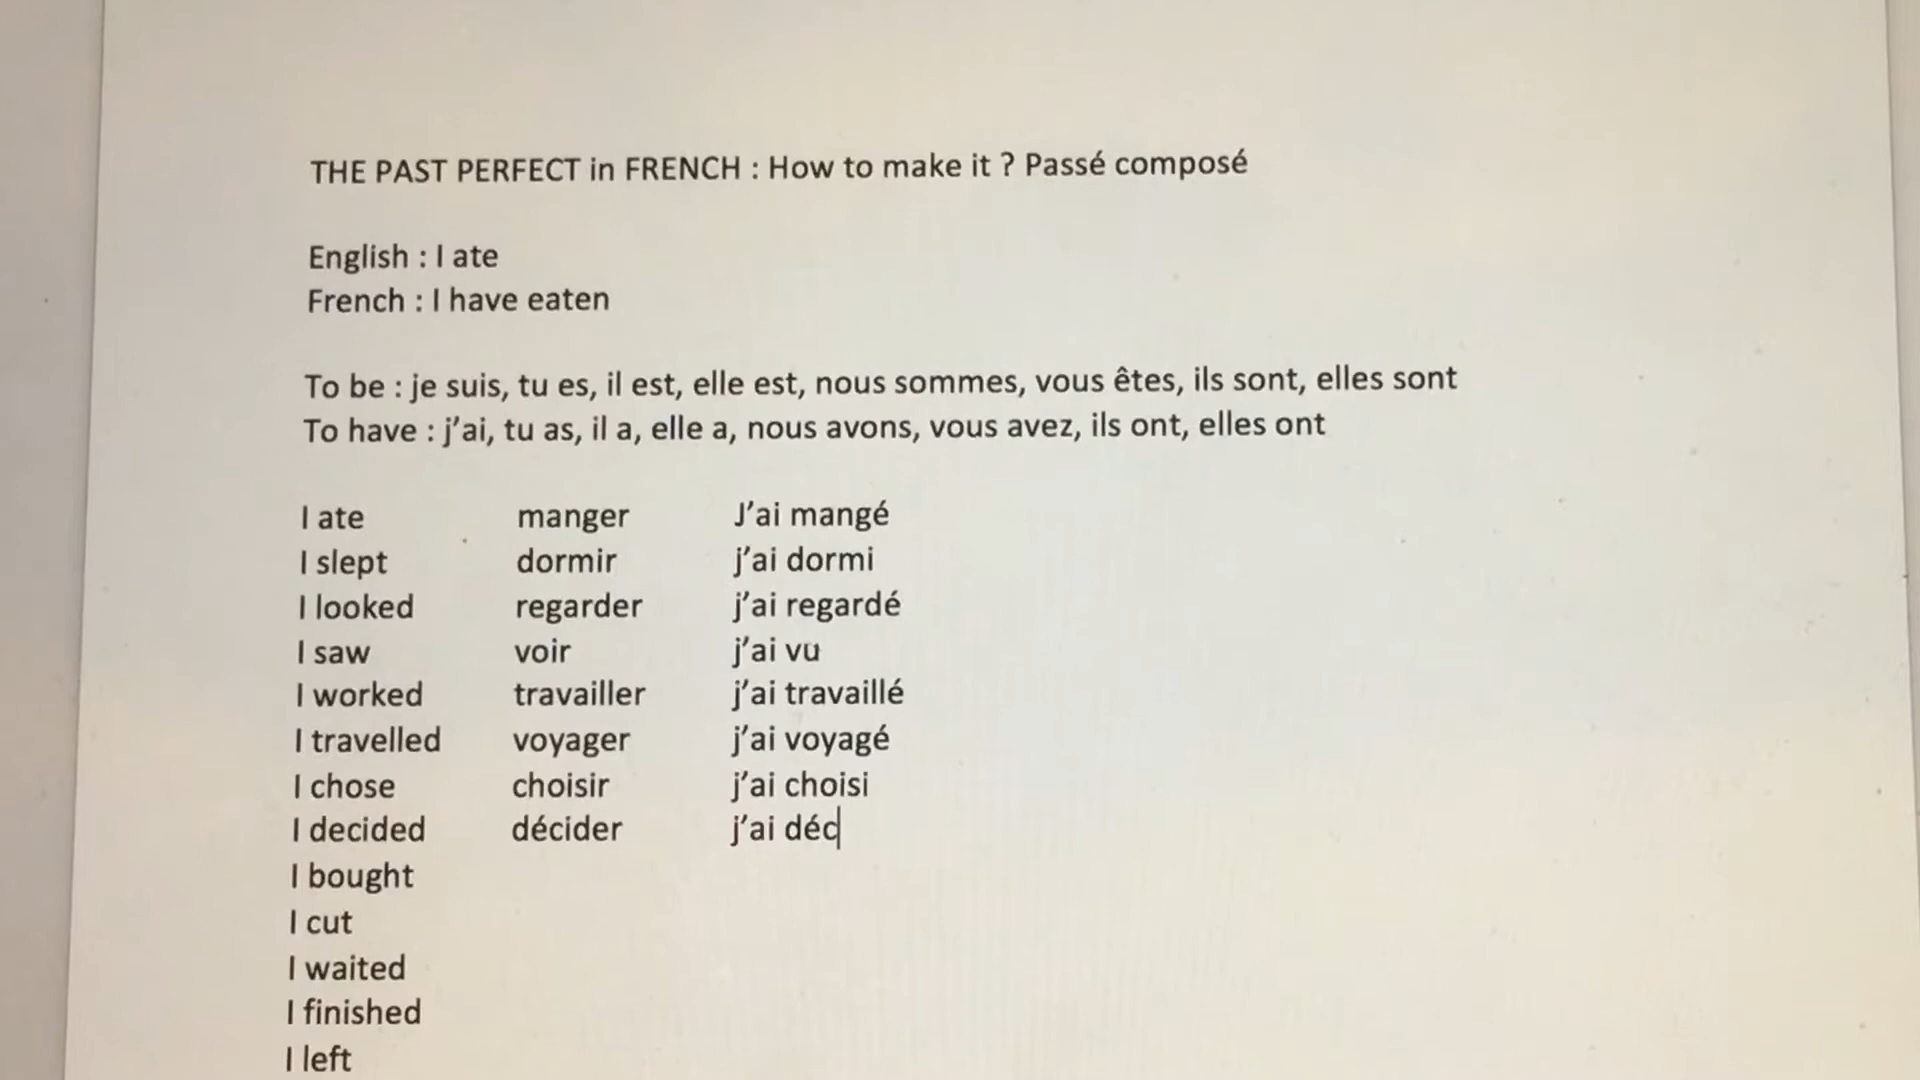 THE PAST PERFECT in FRENCH : How to make it ? Passé composé
English : I ate
French : I have eaten
To be : je suis, tu es, il est, elle est, nous sommes, vous êtes, ils sont, elles sont
To have : j’ai, tu as, il a, elle a, nous avons, vous avez, ils ont, elles ont
I ate manger J’ai mangé
I slept dormir j’ai dormi
I looked regarder j’ai regardé
I saw voir j’ai vu
I worked travailler j’ai travaillé
I travelled voyager j’ai voyagé
I chose choisir j’ai choisi
I decided décider j’ai déc
I bought
I cut
I waited
I finished
I left